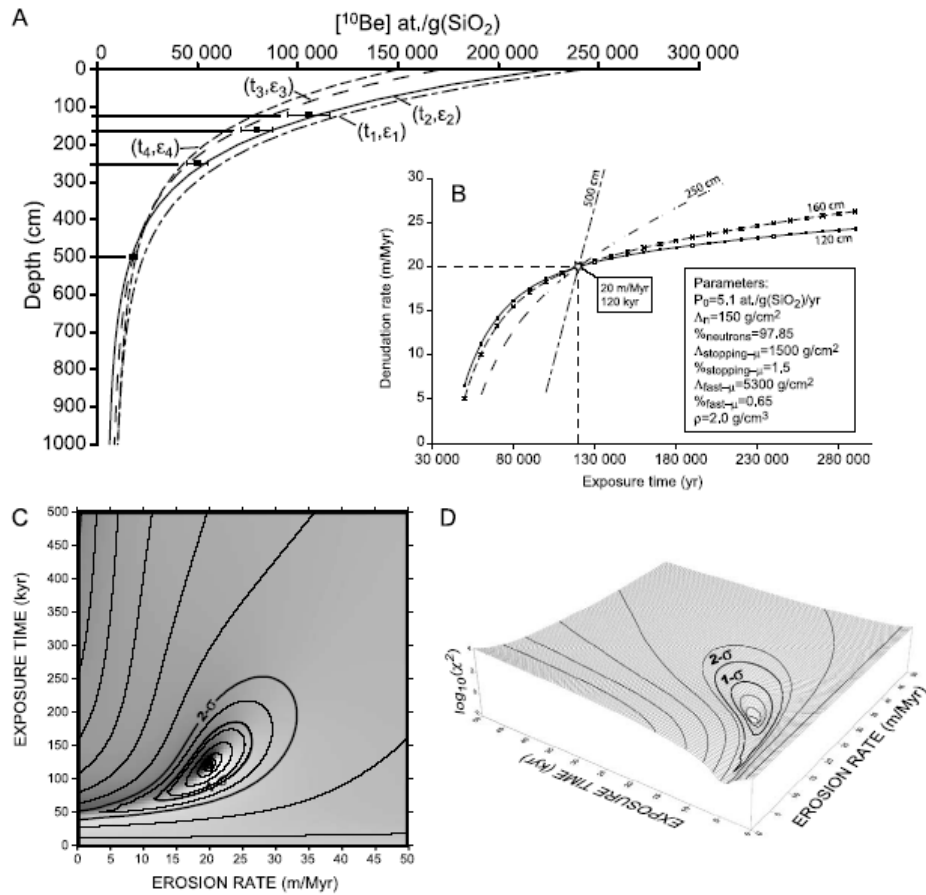 A
[¹⁰Be] at./g(SiO₂)
0 50 000 100 000 150 000 200 000 250 000 300 000
Depth (cm)
0
100
200
300
400
500
600
700
800
900
1000
(t₃,ε₃)
(t₂,ε₂)
(t₁,ε₁)
(t₄,ε₄)
B
Denudation rate (m/Myr)
30
25
20
15
10
5
0
500 cm
250 cm
160 cm
120 cm
20 m/Myr
120 kyr
Parameters:
P₀=5.1 at./g(SiO₂)/yr
Λₙ=150 g/cm²
%neutrons=97.85
Λstopping-μ=1500 g/cm²
%stopping-μ=1.5
Λfast-μ=5300 g/cm²
%fast-μ=0.65
ρ=2.0 g/cm³
30 000 80 000 130 000 180 000 230 000 280 000
Exposure time (yr)
C
EXPOSURE TIME (kyr)
500
450
400
350
300
250
200
150
100
50
0
2-σ
0 5 10 15 20 25 30 35 40 45 50
EROSION RATE (m/Myr)
D
log₁₀(χ²)
2-σ
1-σ
EXPOSURE TIME (kyr)
EROSION RATE (m/Myr)